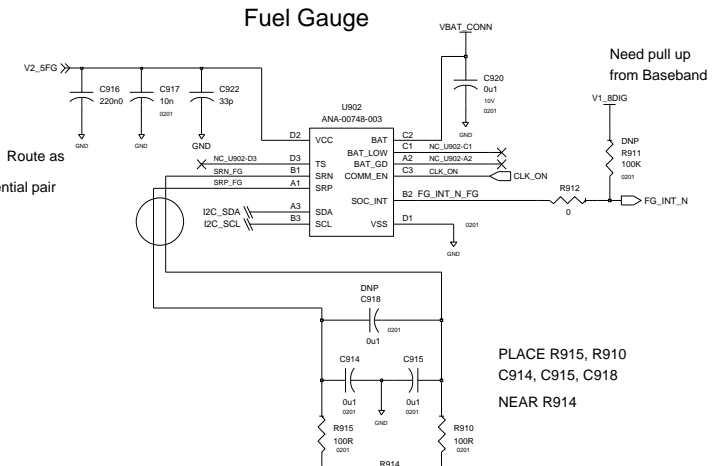 Fuel Gauge
VBAT_CONN
Need pull up
from Baseband
V2_5FG
C916
220n0
C917
10n
0201
C922
33p
GND
GND
GND
C920
0u1
10V
0201
GND
V1_8DIG
DNP
R911
100K
0201
U902
ANA-00748-003
Route as
ential pair
D2
VCC
BAT
C2
NC_U902-D3
D3
TS
BAT_LOW
C1
NC_U902-C1
SRN_FG
B1
SRN
BAT_GD
A2
NC_U902-A2
SRP_FG
A1
SRP
COMM_EN
C3
CLK_ON
CLK_ON
SOC_INT
B2
FG_INT_N_FG
R912
0
FG_INT_N
I2C_SDA
A3
SDA
I2C_SCL
B3
SCL
VSS
D1
0201
GND
DNP
C918
0201
0u1
C914
0u1
0201
C915
0u1
0201
GND
PLACE R915, R910
C914, C915, C918
NEAR R914
R915
100R
0201
R910
100R
0201
R914